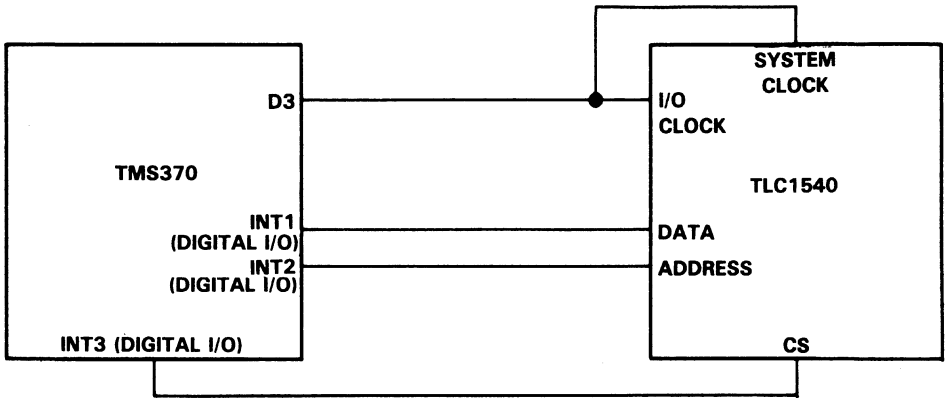 SYSTEM
CLOCK
D3
I/O
CLOCK
TMS370
TLC1540
INT1
(DIGITAL I/O)
DATA
INT2
(DIGITAL I/O)
ADDRESS
INT3 (DIGITAL I/O)
CS